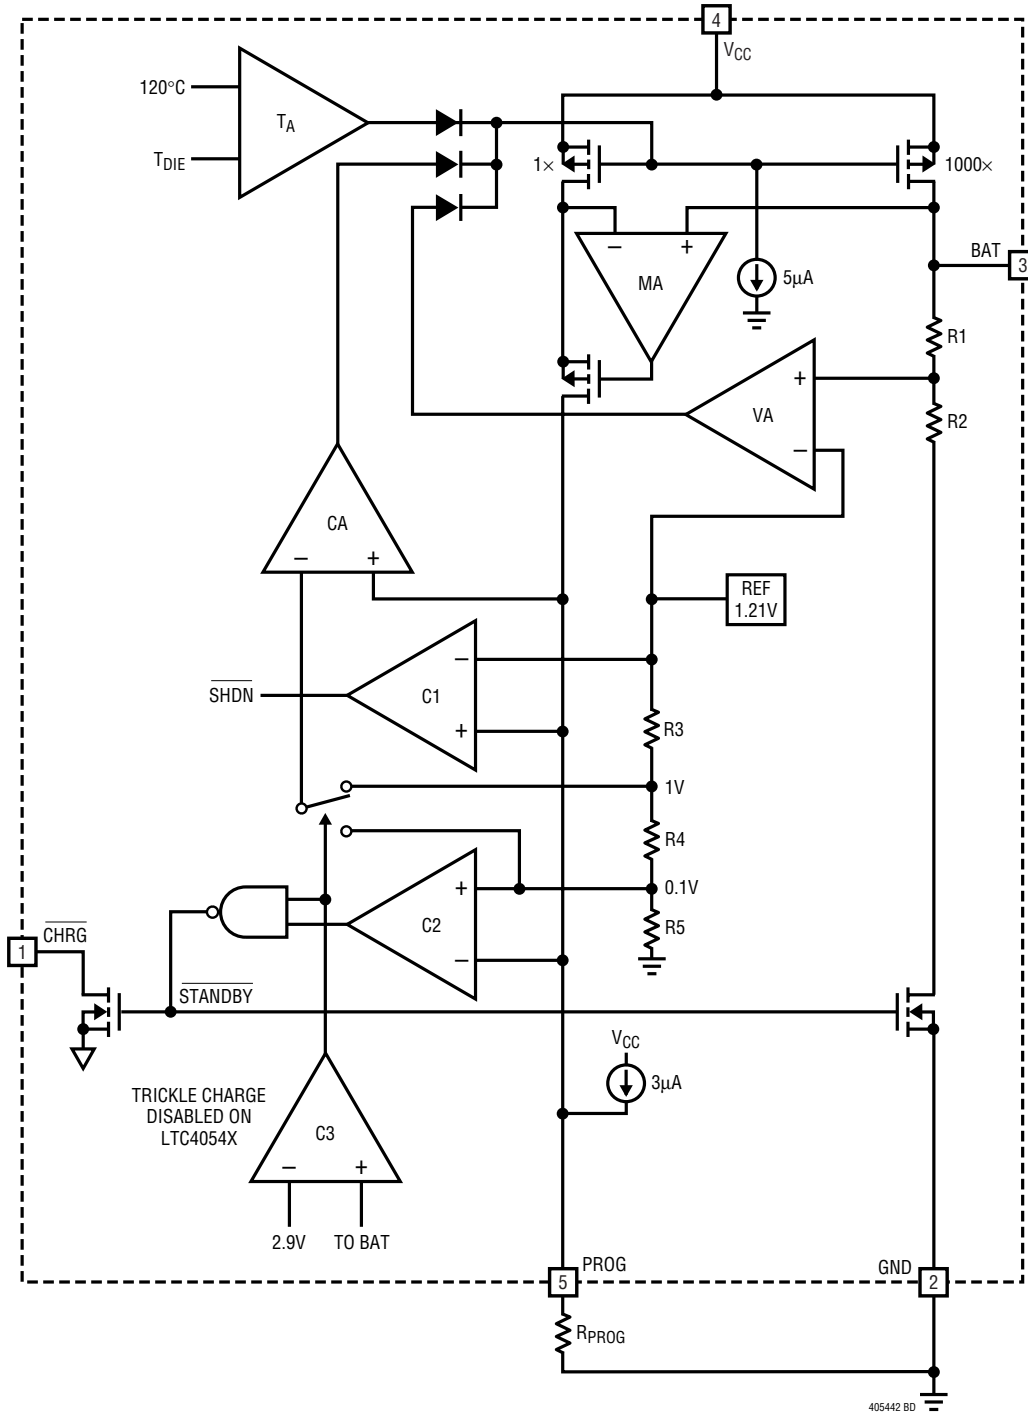 4
VCC
120°C
TA
TDIE
1×
1000×
– +
MA
5µA
BAT
3
R1
+
VA
–
R2
CA
– +
REF
1.21V
–
SHDN
C1
+
R3
1V
R4
+
0.1V
C2
R5
–
CHRG
1
STANDBY
VCC
3µA
TRICKLE CHARGE
DISABLED ON
LTC4054X
C3
– +
2.9V
TO BAT
5
PROG
GND
2
RPROG
405442 BD